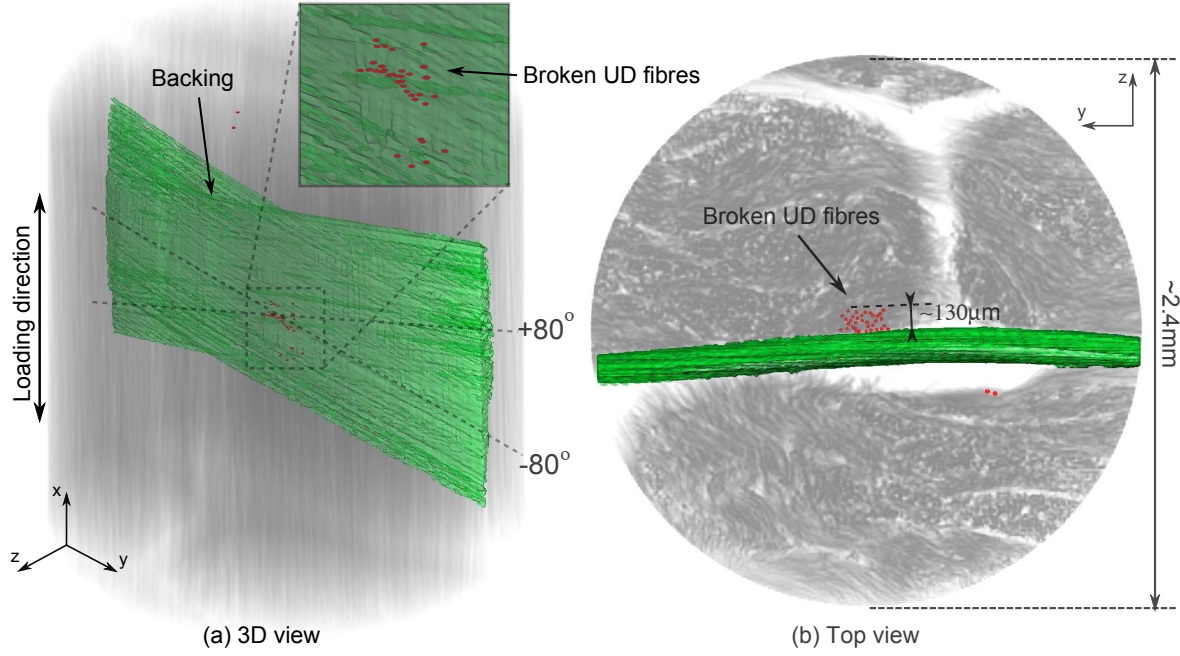 Backing
Broken UD fibres
Loading direction
+80°
-80°
x
z
y
(a) 3D view
z
y
Broken UD fibres
~130μm
~2.4mm
(b) Top view